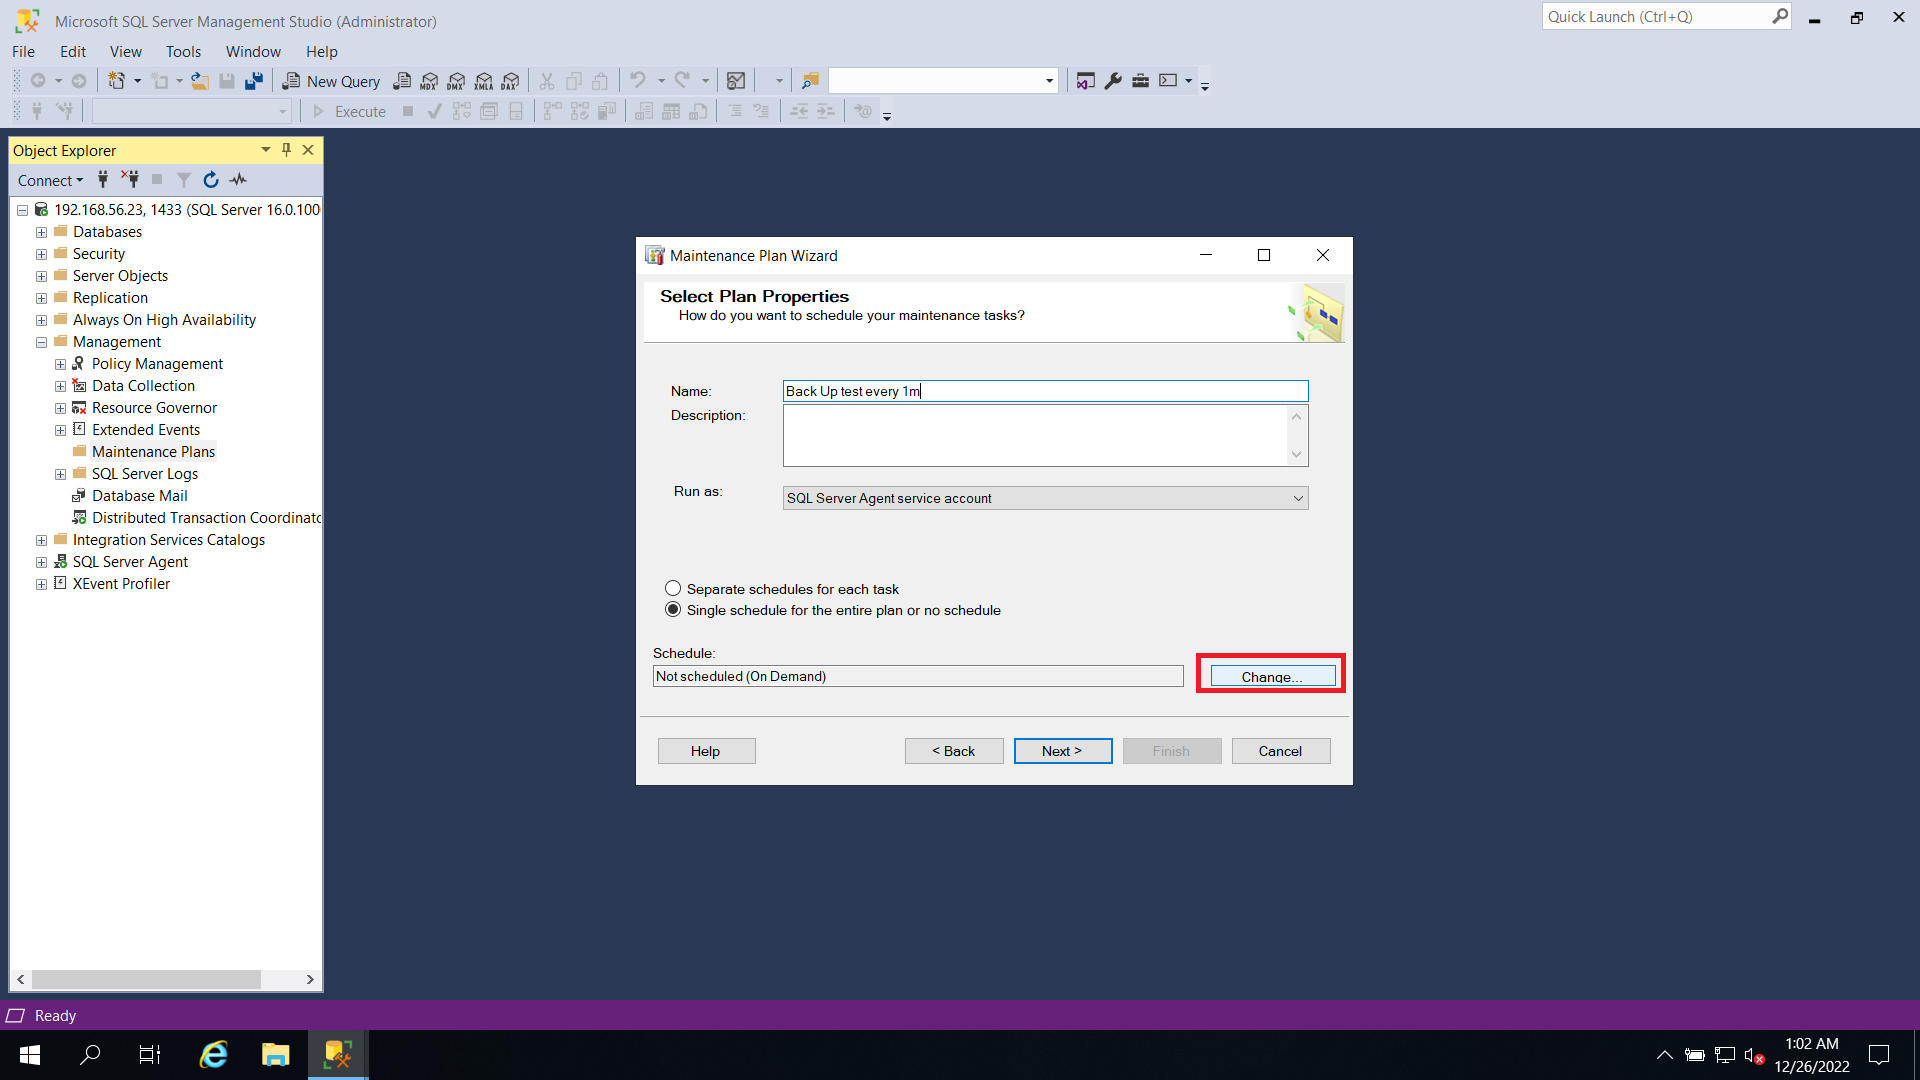 Microsoft SQL Server Management Studio (Administrator)
Quick Launch (Ctrl+Q)
File Edit View Tools Window Help
New Query MDX DMX XMLA DAX
Execute
Object Explorer
Connect
192.168.56.23, 1433 (SQL Server 16.0.100
Databases
Security
Server Objects
Replication
Always On High Availability
Management
Policy Management
Data Collection
Resource Governor
Extended Events
Maintenance Plans
SQL Server Logs
Database Mail
Distributed Transaction Coordinato
Integration Services Catalogs
SQL Server Agent
XEvent Profiler
Maintenance Plan Wizard
Select Plan Properties
How do you want to schedule your maintenance tasks?
Name: Back Up test every 1m
Description:
Run as: SQL Server Agent service account
Separate schedules for each task
Single schedule for the entire plan or no schedule
Schedule:
Not scheduled (On Demand) Change...
Help < Back Next > Finish Cancel
Ready
1:02 AM
12/26/2022